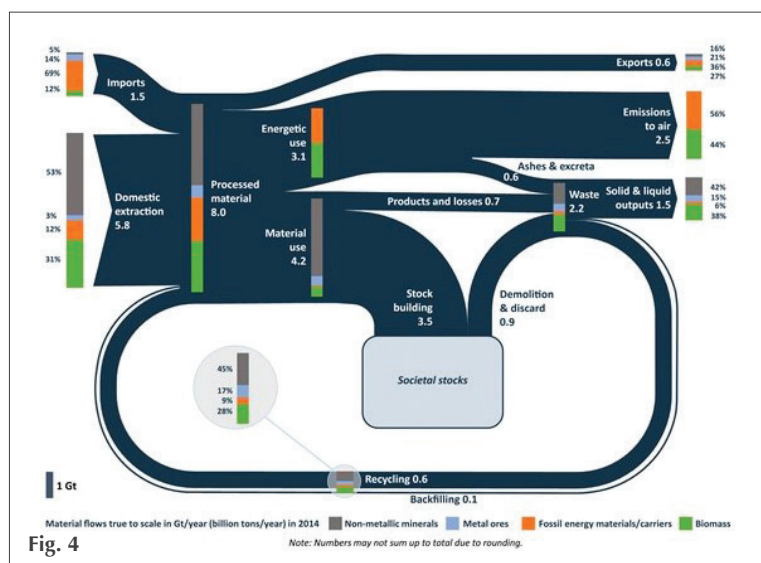 5%
14%
69%
12%
Imports
1.5
53%
3%
12%
31%
Domestic
extraction
5.8
Processed
material
8.0
Energetic
use
3.1
Material
use
4.2
Exports 0.6
16%
21%
36%
27%
Emissions
to air
2.5
56%
44%
Ashes & excreta
0.6
Products and losses 0.7
Waste
2.2
Solid & liquid
outputs 1.5
42%
15%
6%
38%
Stock
building
3.5
Demolition
& discard
0.9
Societal stocks
45%
17%
9%
28%
Recycling 0.6
Backfilling 0.1
1 Gt
Material flows true to scale in Gt/year (billion tons/year) in 2014 Non-metallic minerals Metal ores Fossil energy materials/carriers Biomass
Note: Numbers may not sum up to total due to rounding.
Fig. 4